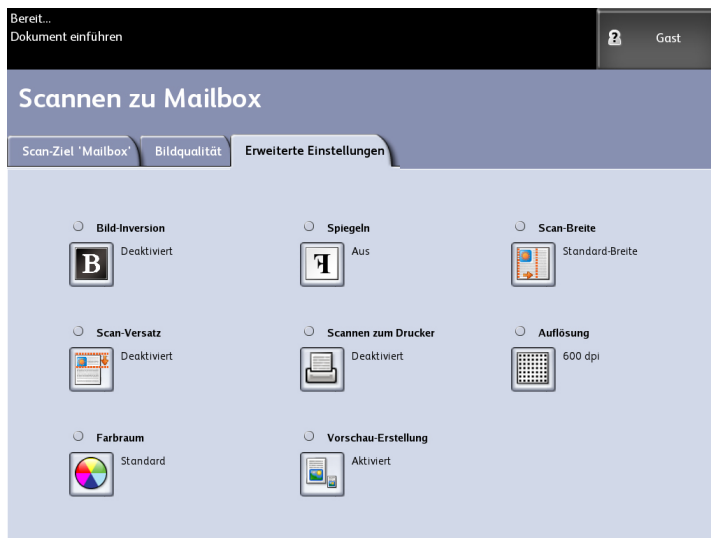 Bereit...
Dokument einführen
Gast
Scannen zu Mailbox
Scan-Ziel 'Mailbox'
Bildqualität
Erweiterte Einstellungen
Bild-Inversion
Deaktiviert
B
Spiegeln
Aus
F
Scan-Breite
Standard-Breite
Scan-Versatz
Deaktiviert
Scannen zum Drucker
Deaktiviert
Auflösung
600 dpi
Farbraum
Standard
Vorschau-Erstellung
Aktiviert